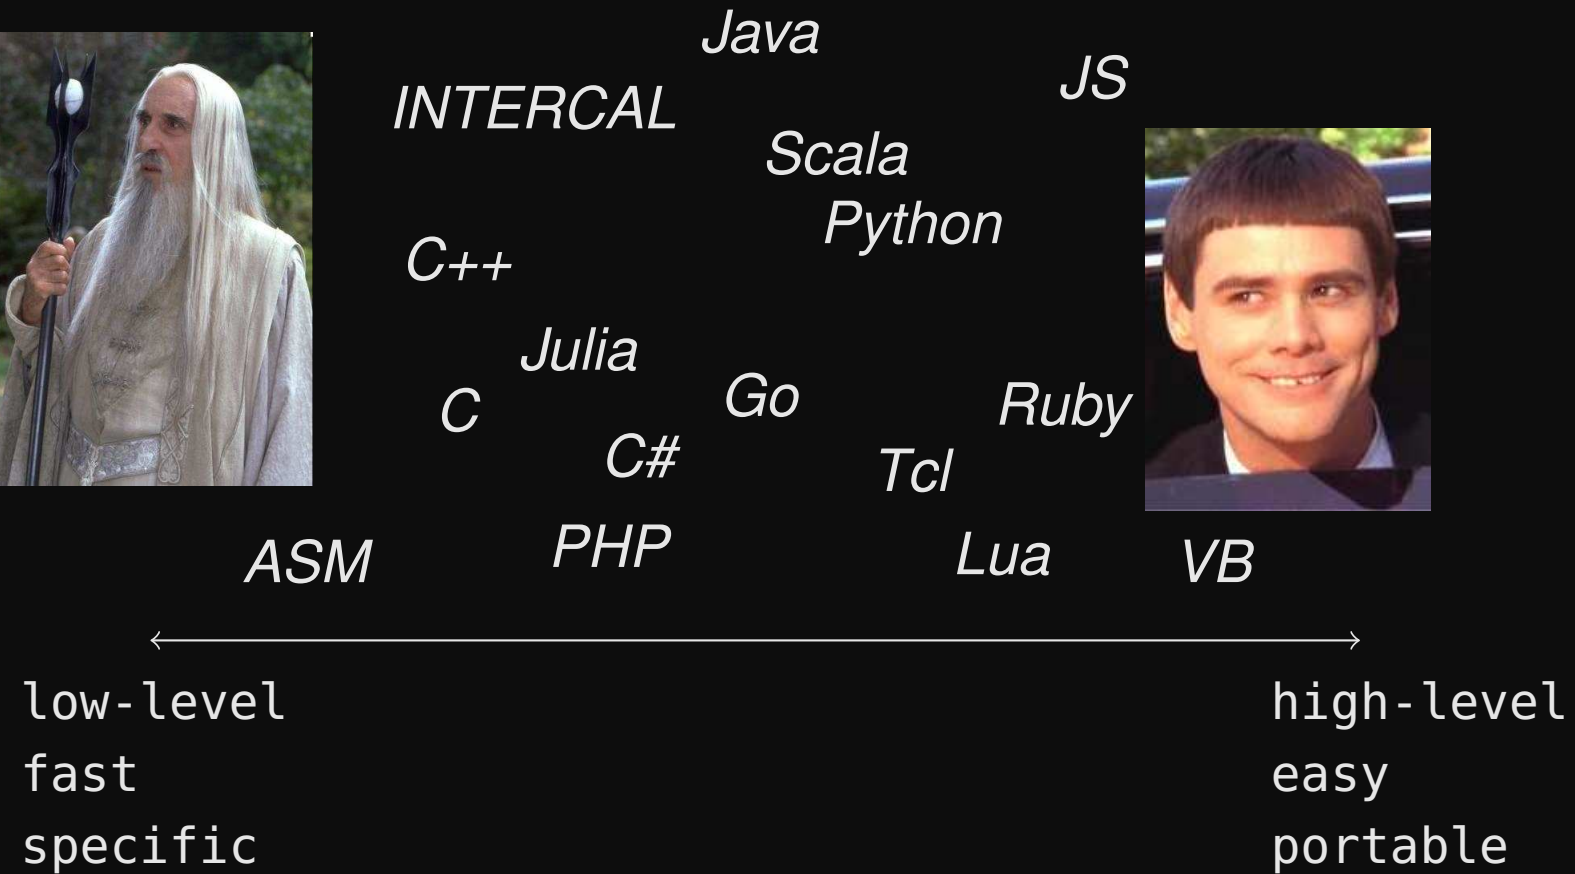 Java
JS
INTERCAL
Scala
Python
C++
Julia
Go
Ruby
C
C#
Tcl
PHP
Lua
ASM
VB
low-level
high-level
fast
easy
specific
portable